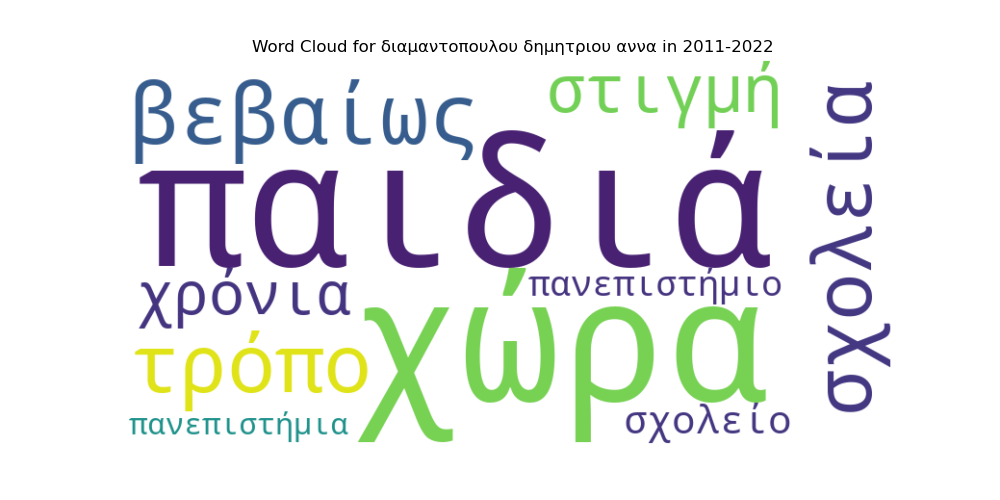 Word Cloud for διαμαντοπουλου δημητριου αννα in 2011-2022
βεβαίως
στιγμή
σχολεία
παιδιά
χρόνια
πανεπιστήμιο
χώρα
τρόπο
πανεπιστήμια
σχολείο